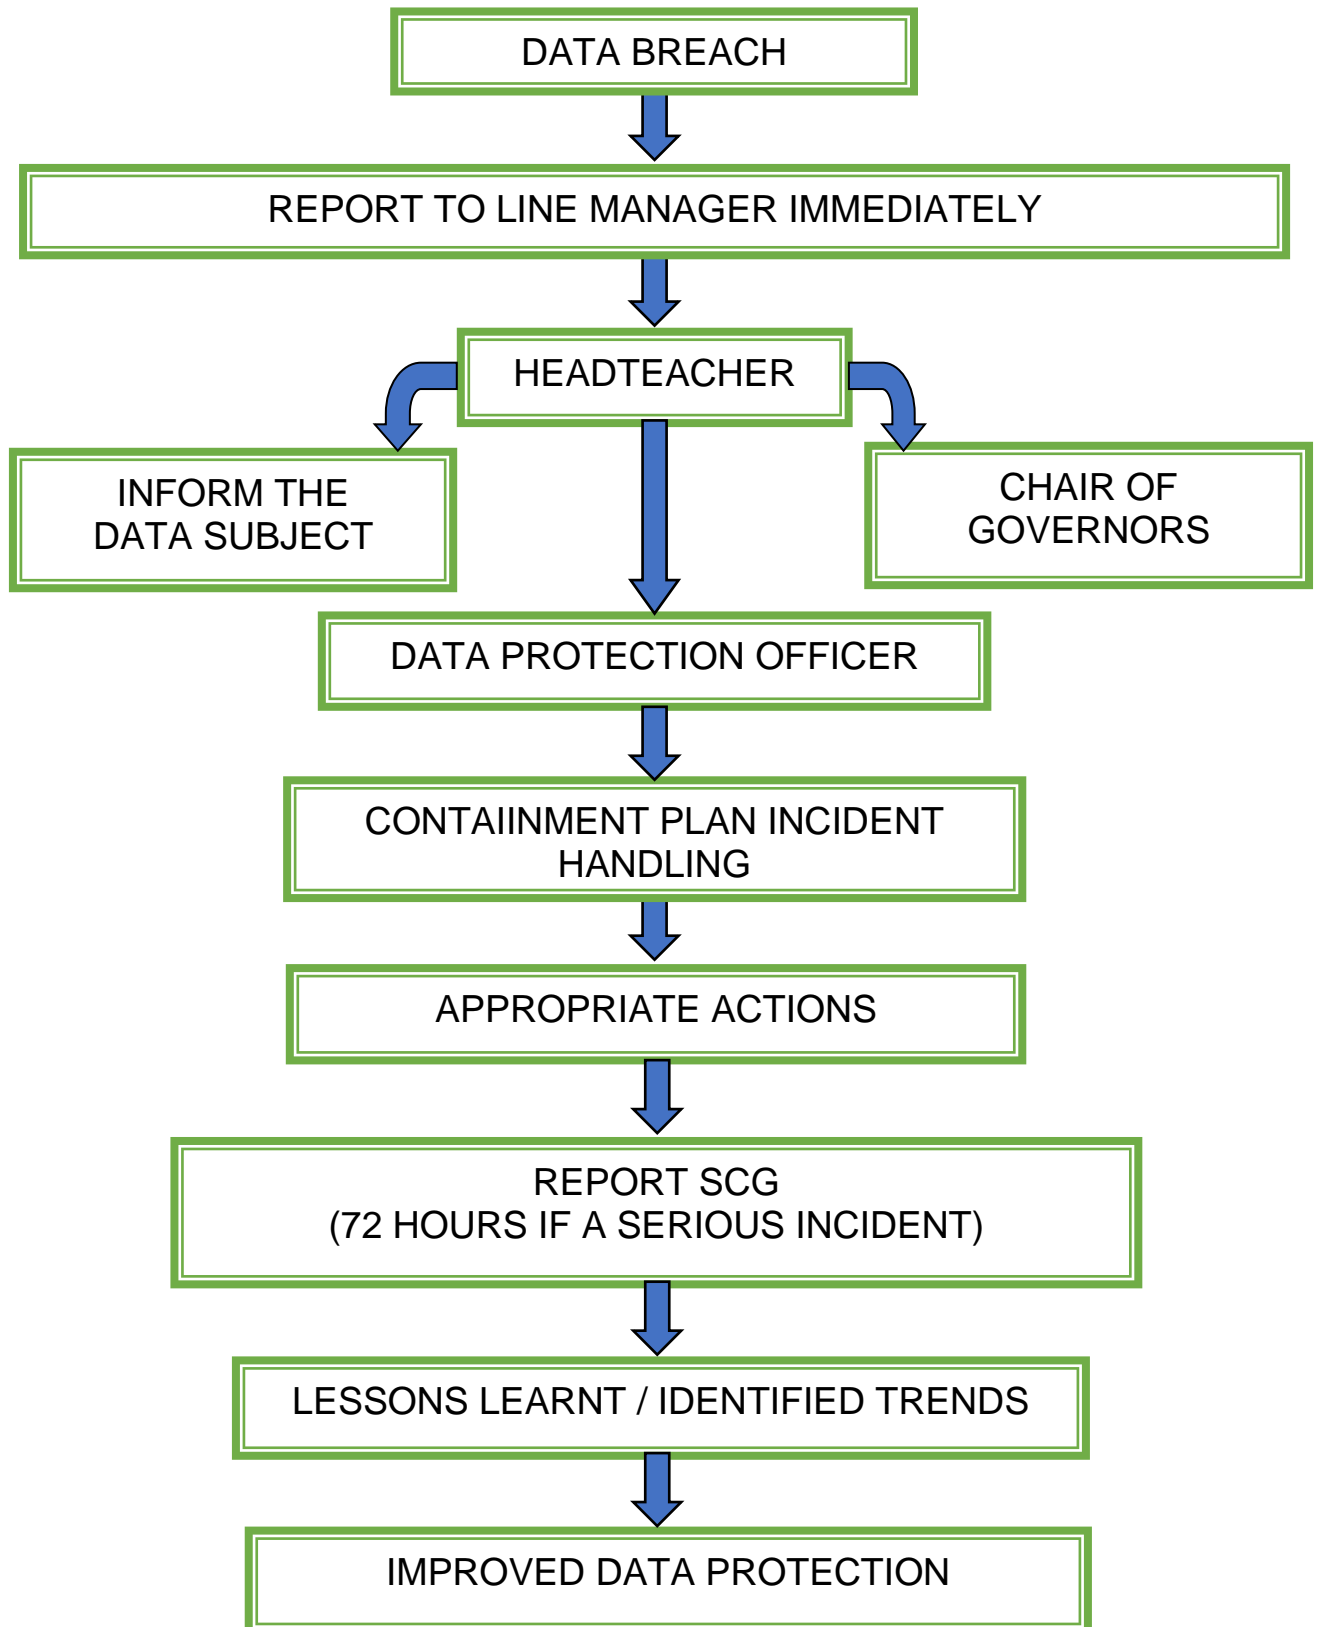 DATA BREACH
REPORT TO LINE MANAGER IMMEDIATELY
HEADTEACHER
INFORM THE
DATA SUBJECT
CHAIR OF
GOVERNORS
DATA PROTECTION OFFICER
CONTAIINMENT PLAN INCIDENT
HANDLING
APPROPRIATE ACTIONS
REPORT SCG
(72 HOURS IF A SERIOUS INCIDENT)
LESSONS LEARNT / IDENTIFIED TRENDS
IMPROVED DATA PROTECTION